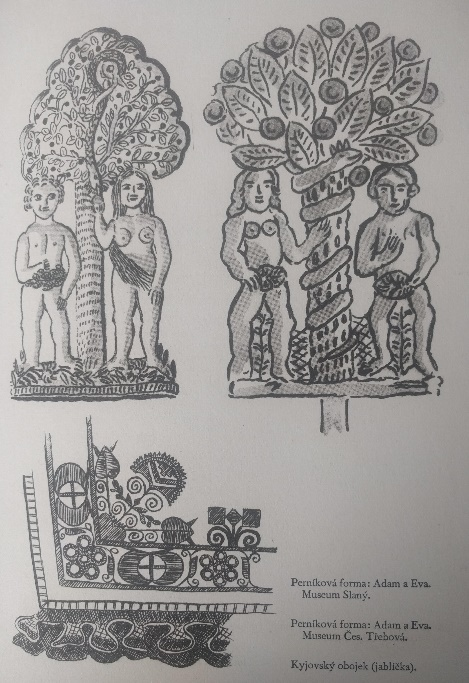 Perníková forma: Adam a Eva.
Museum Slaný.
Perníková forma: Adam a Eva.
Museum Čes. Třebová.
Kyjovský obojek (jablíčka).